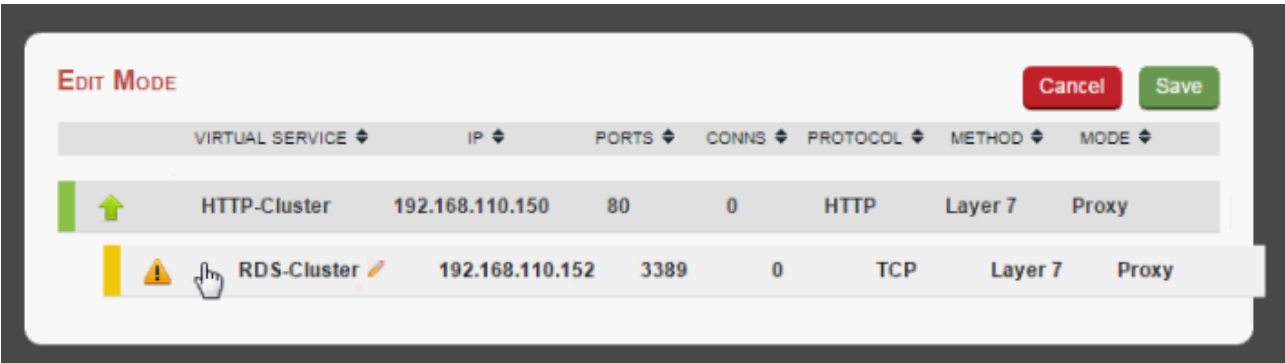 Edit Mode
Cancel Save
VIRTUAL SERVICE IP PORTS CONNS PROTOCOL METHOD MODE
HTTP-Cluster 192.168.110.150 80 0 HTTP Layer 7 Proxy
RDS-Cluster 192.168.110.152 3389 0 TCP Layer 7 Proxy